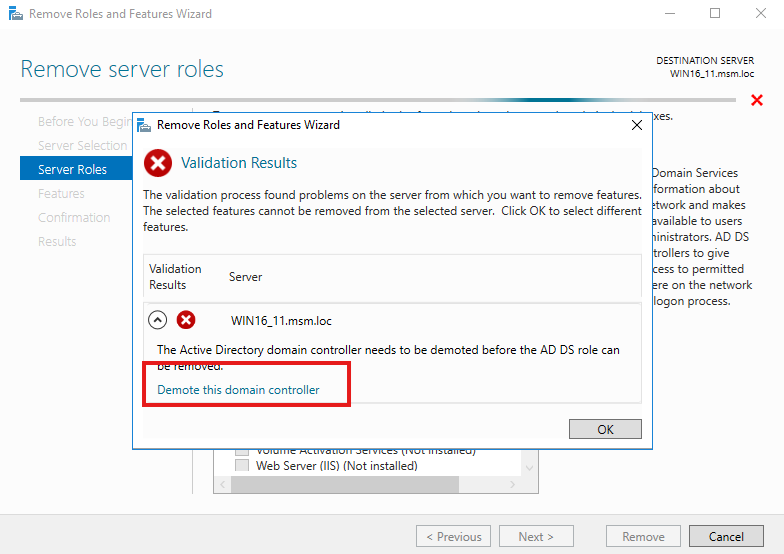 Remove Roles and Features Wizard
Remove server roles
DESTINATION SERVER
WIN16_11.msm.loc
Before You Begin
Server Selection
Server Roles
Features
Confirmation
Results
xes.
Domain Services
formation about
etwork and makes
available to users
ministrators. AD DS
ntrollers to give
ccess to permitted
ere on the network
logon process.
Remove Roles and Features Wizard
Validation Results
The validation process found problems on the server from which you want to remove features.
The selected features cannot be removed from the selected server. Click OK to select different
features.
Validation
Results
Server
WIN16_11.msm.loc
The Active Directory domain controller needs to be demoted before the AD DS role can
be removed.
Demote this domain controller
OK
Volume Activation Services (Not installed)
Web Server (IIS) (Not installed)
< Previous
Next >
Remove
Cancel